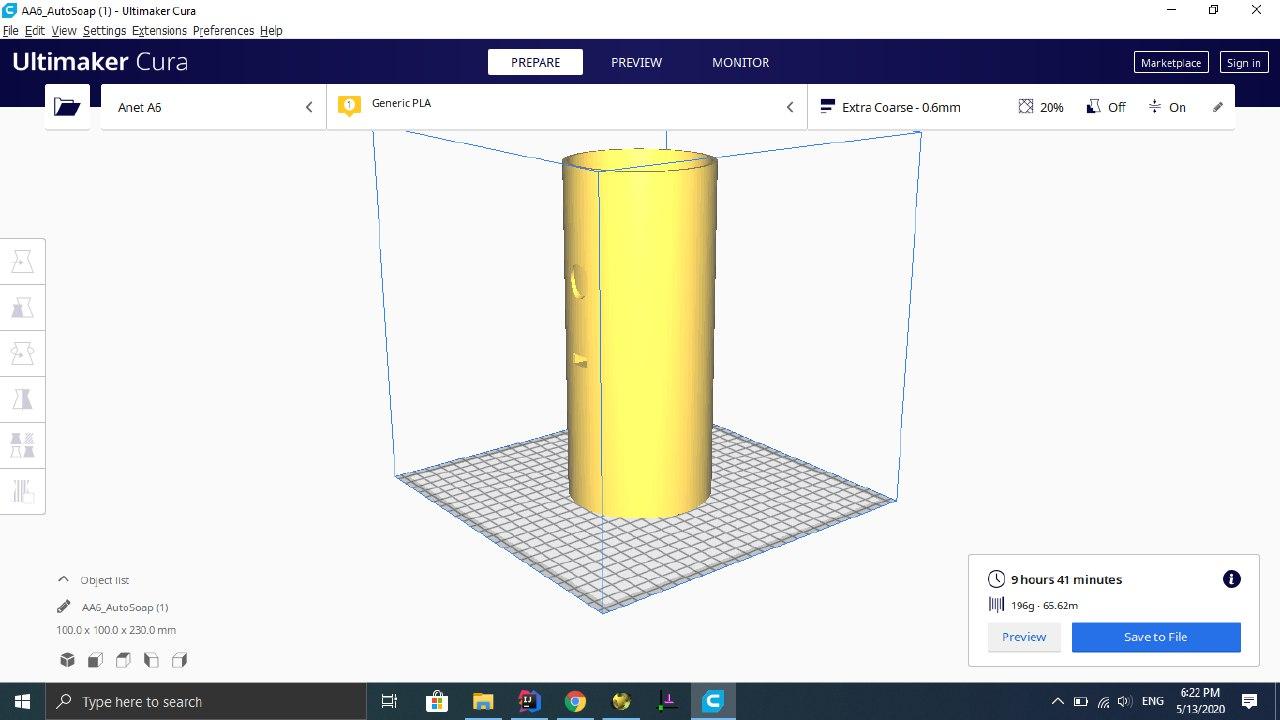 AA6_AutoSoap (1) - Ultimaker Cura
File Edit View Settings Extensions Preferences Help
Ultimaker Cura
PREPARE
PREVIEW
MONITOR
Marketplace
Sign in
Anet A6
1
Generic PLA
Extra Coarse - 0.6mm
20%
Off
On
Object list
AA6_AutoSoap (1)
100.0 x 100.0 x 230.0 mm
9 hours 41 minutes
196g · 65.62m
Preview
Save to File
Type here to search
ENG
6:22 PM
5/13/2020